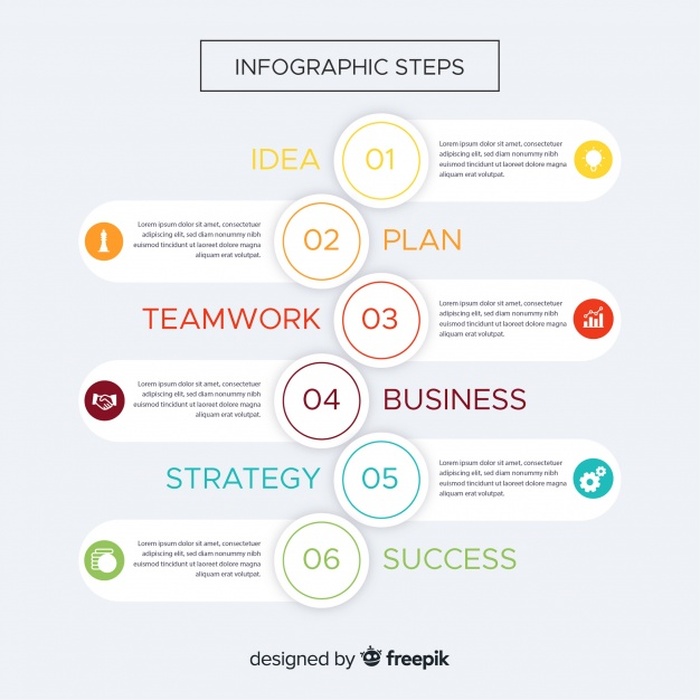 INFOGRAPHIC STEPS
IDEA
01
Lorem ipsum dolor sit amet, consectetuer
adipiscing elit, sed diam nonummy nibh
euismod tincidunt ut laoreet dolore magna
aliquam erat volutpat.
Lorem ipsum dolor sit amet, consectetuer
adipiscing elit, sed diam nonummy nibh
euismod tincidunt ut laoreet dolore magna
aliquam erat volutpat.
02
PLAN
TEAMWORK
03
Lorem ipsum dolor sit amet, consectetuer
adipiscing elit, sed diam nonummy nibh
euismod tincidunt ut laoreet dolore magna
aliquam erat volutpat.
Lorem ipsum dolor sit amet, consectetuer
adipiscing elit, sed diam nonummy nibh
euismod tincidunt ut laoreet dolore magna
aliquam erat volutpat.
04
BUSINESS
STRATEGY
05
Lorem ipsum dolor sit amet, consectetuer
adipiscing elit, sed diam nonummy nibh
euismod tincidunt ut laoreet dolore magna
aliquam erat volutpat.
Lorem ipsum dolor sit amet, consectetuer
adipiscing elit, sed diam nonummy nibh
euismod tincidunt ut laoreet dolore magna
aliquam erat volutpat.
06
SUCCESS
designed by freepik